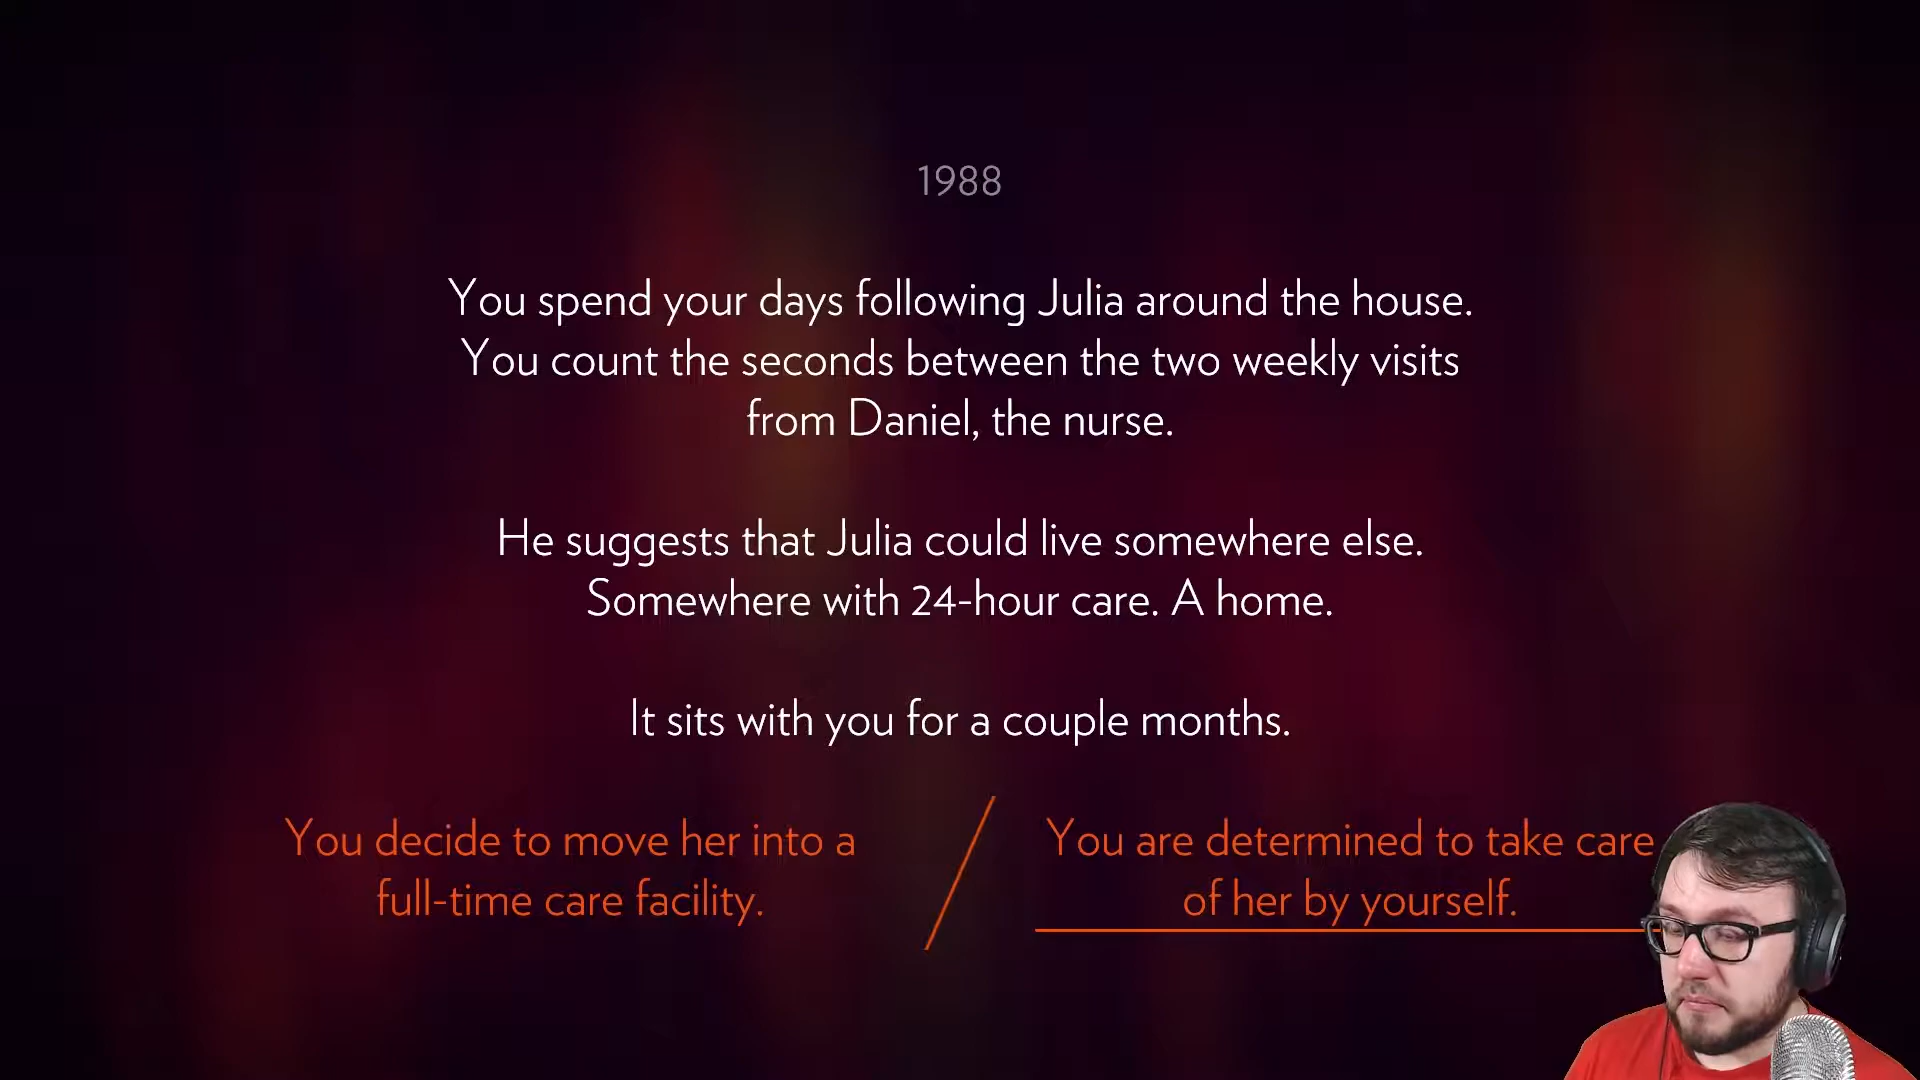 1988
You spend your days following Julia around the house.
You count the seconds between the two weekly visits
from Daniel, the nurse.
He suggests that Julia could live somewhere else.
Somewhere with 24-hour care. A home.
It sits with you for a couple months.
You decide to move her into a
full-time care facility.
You are determined to take care
of her by yourself.